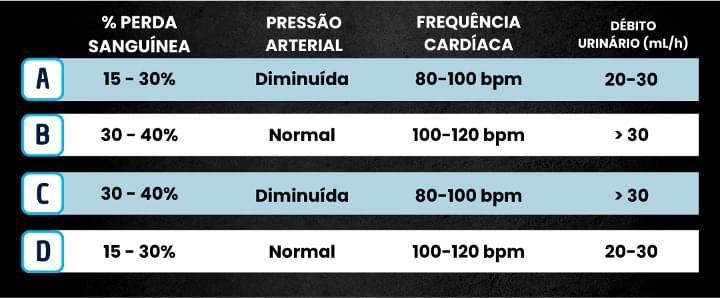 % PERDA SANGUÍNEA PRESSÃO ARTERIAL FREQUÊNCIA CARDÍACA DÉBITO URINÁRIO (mL/h)
A 15 - 30% Diminuída 80-100 bpm 20-30
B 30 - 40% Normal 100-120 bpm > 30
C 30 - 40% Diminuída 80-100 bpm > 30
D 15 - 30% Normal 100-120 bpm 20-30